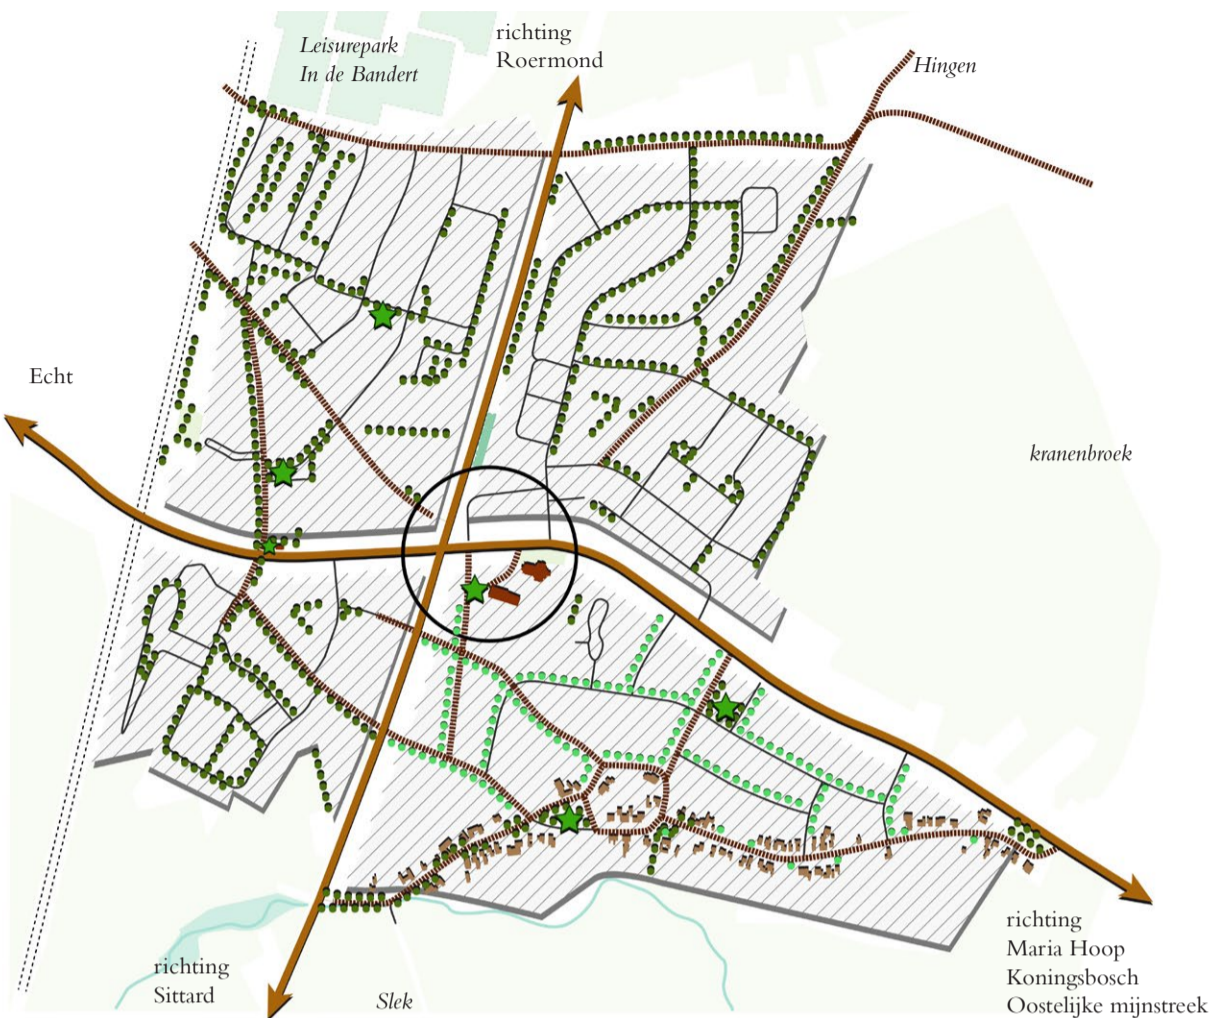 Leisurepark
In de Bandert
richting
Roermond
Hingen
Echt
kranenbroek
richting
Sittard
Slek
richting
Maria Hoop
Koningsbosch
Oostelijke mijnstreek